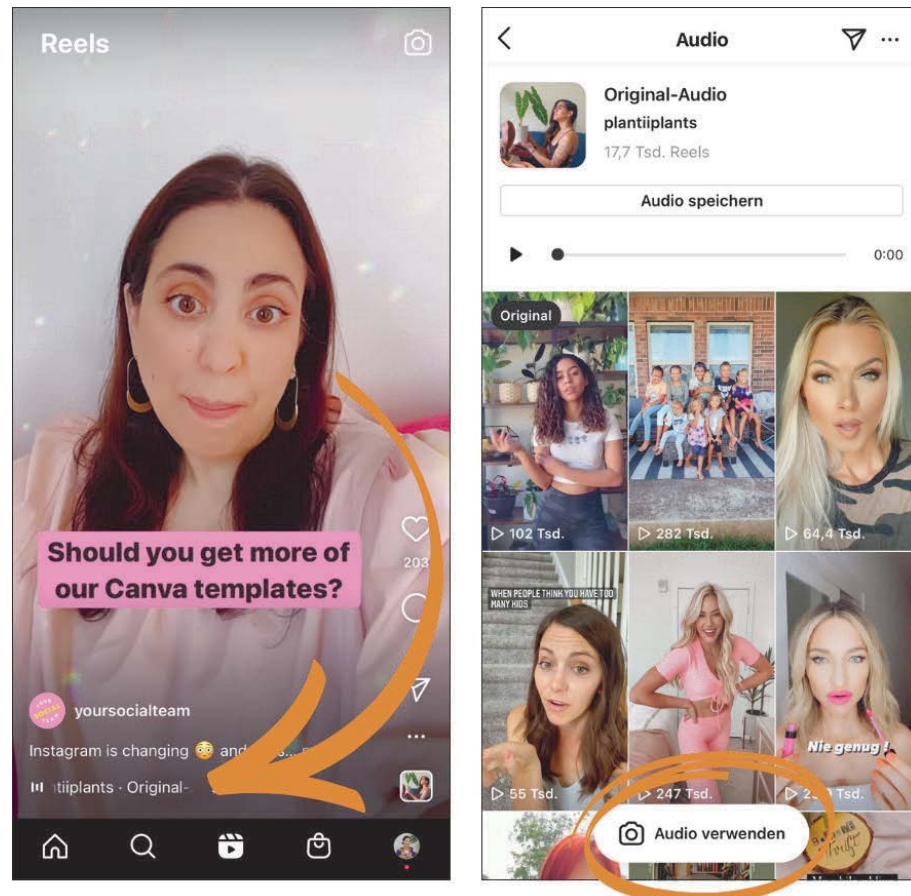 Reels
Should you get more of
our Canva templates?
203
yoursocialteam
Instagram is changing 😳 and
tiiplants · Original-
Audio
Original-Audio
plantiiplants
17,7 Tsd. Reels
Audio speichern
0:00
Original
102 Tsd.
282 Tsd.
64,4 Tsd.
WHEN PEOPLE THINK YOU HAVE TOO
MANY KIDS
Nie genug!
55 Tsd.
247 Tsd.
Tsd.
Audio verwenden